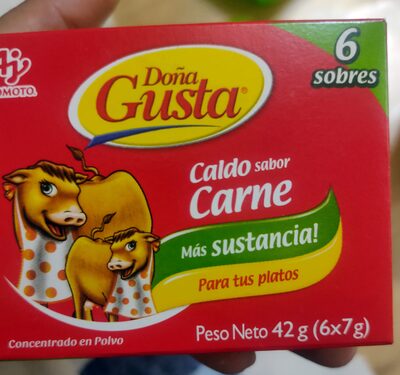 6
sobres
Doña
Gusta®
Caldo sabor
Carne
Más sustancia!
Para tus platos
Peso Neto 42 g (6x7g)
Concentrado en Polvo